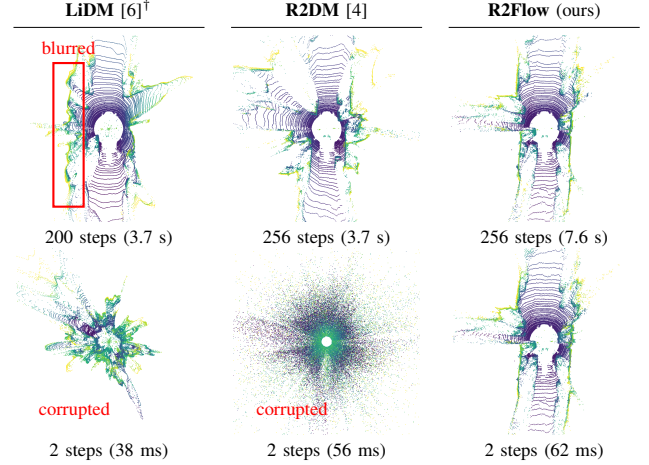 LiDM [6]† R2DM [4] R2Flow (ours)
blurred
200 steps (3.7 s) 256 steps (3.7 s) 256 steps (7.6 s)
corrupted corrupted
2 steps (38 ms) 2 steps (56 ms) 2 steps (62 ms)